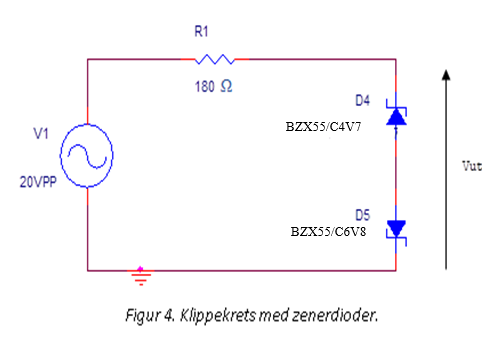 R1
180 Ω
D4
BZX55/C4V7
V1
20VPP
Vut
D5
BZX55/C6V8
Figur 4. Klippekrets med zenerdioder.